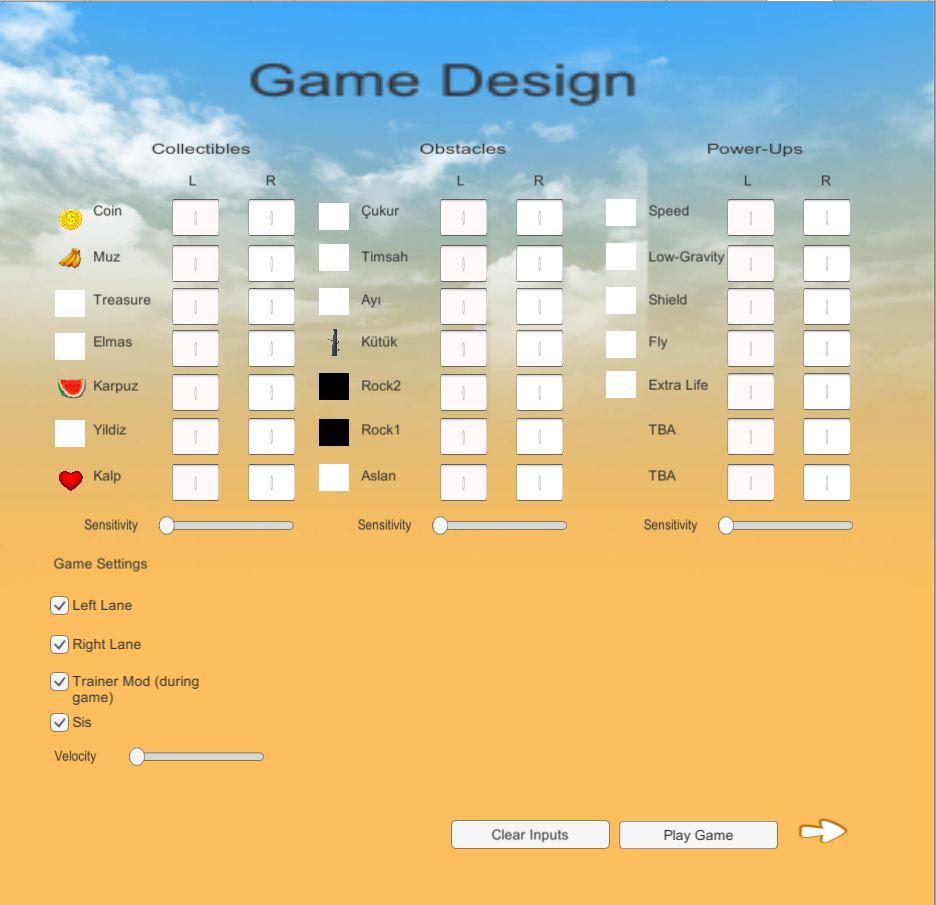 Game Design
Collectibles Obstacles Power-Ups
L R L R L R
Coin Çukur Speed
Muz Timsah Low-Gravity
Treasure Ayı Shield
Elmas Kütük Fly
Karpuz Rock2 Extra Life
Yildiz Rock1 TBA
Kalp Aslan TBA
Sensitivity Sensitivity Sensitivity
Game Settings
Left Lane
Right Lane
Trainer Mod (during
game)
Sis
Velocity
Clear Inputs Play Game